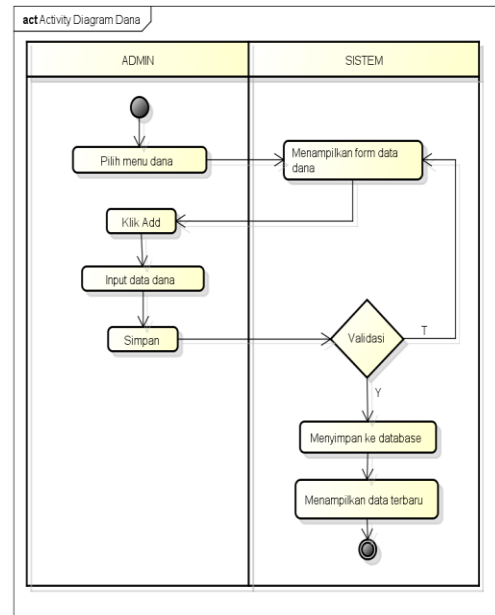 act Activity Diagram Dana
ADMIN
SISTEM
Pilih menu dana
Menampilkan form data
dana
Klik Add
Input data dana
Simpan
Validasi
T
Y
Menyimpan ke database
Menampilkan data terbaru